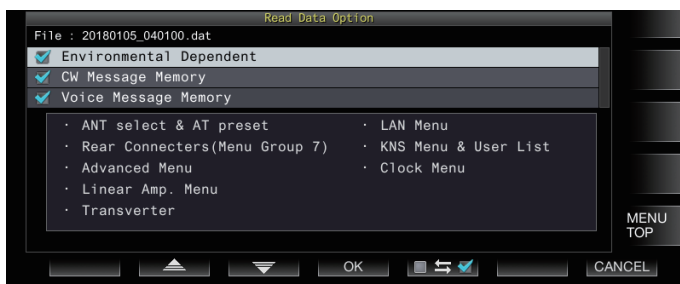 Read Data Option
File : 20180105_040100.dat
Environmental Dependent
CW Message Memory
Voice Message Memory
· ANT select & AT preset
· Rear Connecters(Menu Group 7)
· Advanced Menu
· Linear Amp. Menu
· Transverter
· LAN Menu
· KNS Menu & User List
· Clock Menu
MENU
TOP
OK
CANCEL